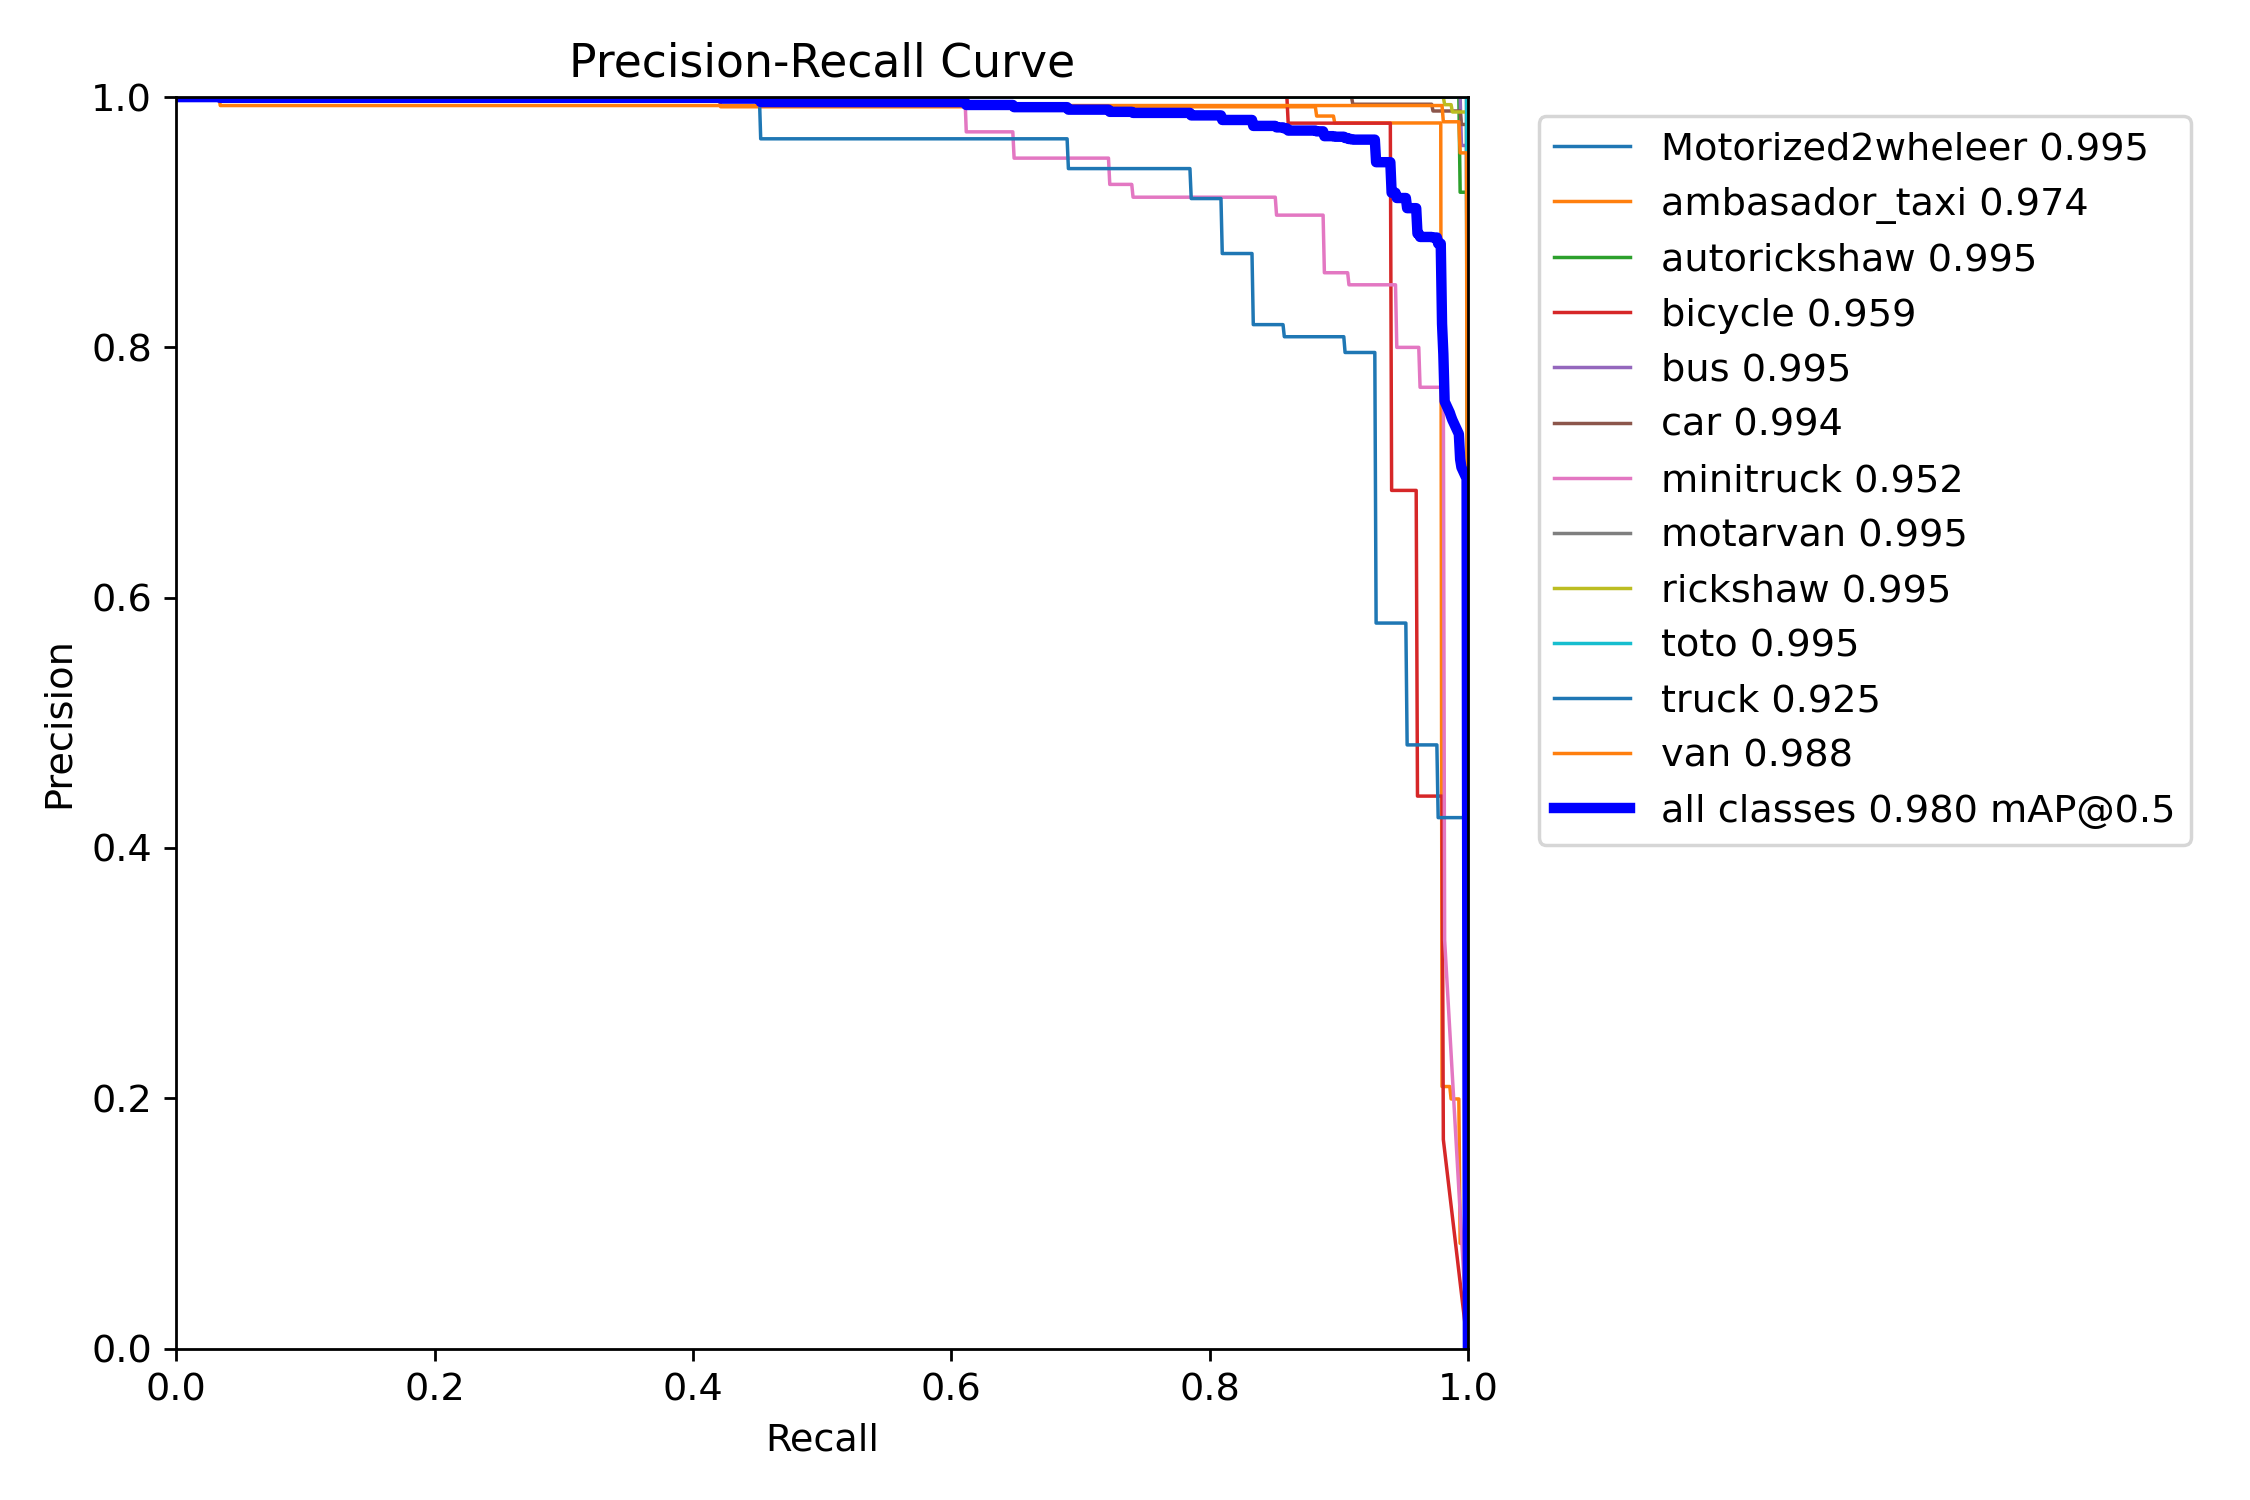 Precision-Recall Curve
1.0
0.8
0.6
0.4
0.2
0.0
Precision
0.0 0.2 0.4 0.6 0.8 1.0
Recall
Motorized2wheleer 0.995
ambasador_taxi 0.974
autorickshaw 0.995
bicycle 0.959
bus 0.995
car 0.994
minitruck 0.952
motarvan 0.995
rickshaw 0.995
toto 0.995
truck 0.925
van 0.988
all classes 0.980 mAP@0.5